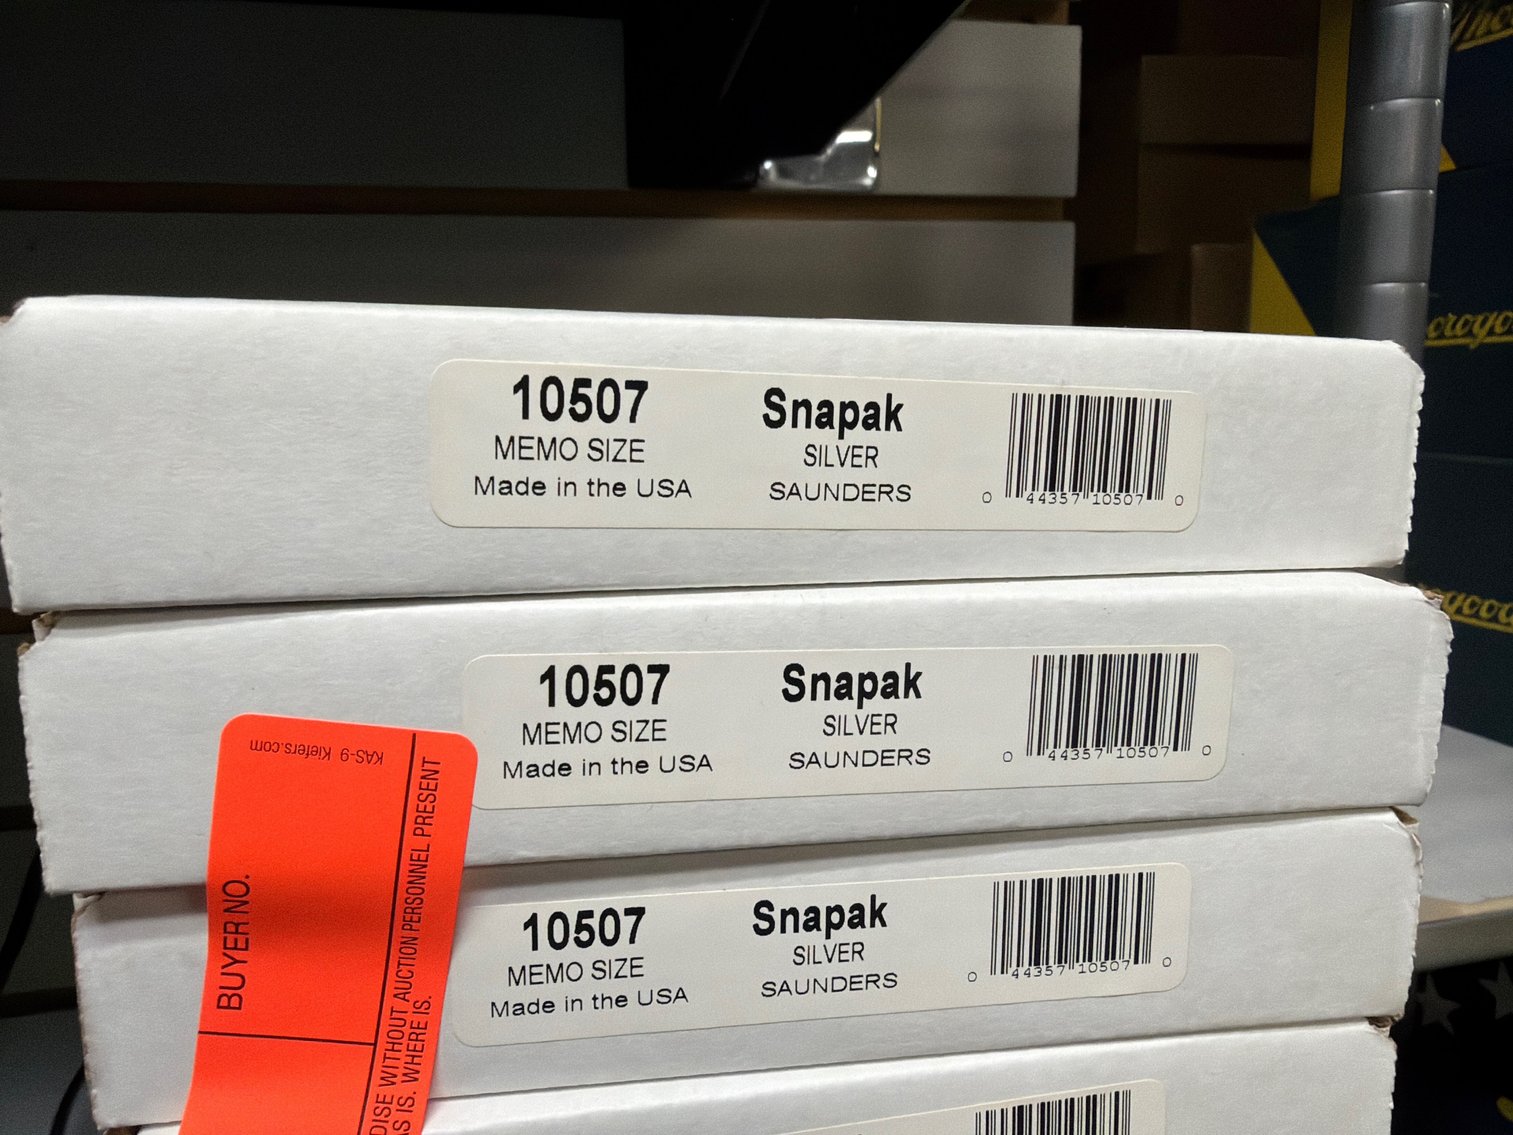 10507
MEMO SIZE
Made in the USA
Snapak
SILVER
SAUNDERS
0 44357 10507 0
10507
MEMO SIZE
Made in the USA
Snapak
SILVER
SAUNDERS
0 44357 10507 0
10507
MEMO SIZE
Made in the USA
Snapak
SILVER
SAUNDERS
0 44357 10507 0
KAS-9 Kiefers.com
BUYER NO.
DISE WITHOUT AUCTION PERSONNEL PRESENT
AS IS. WHERE IS.